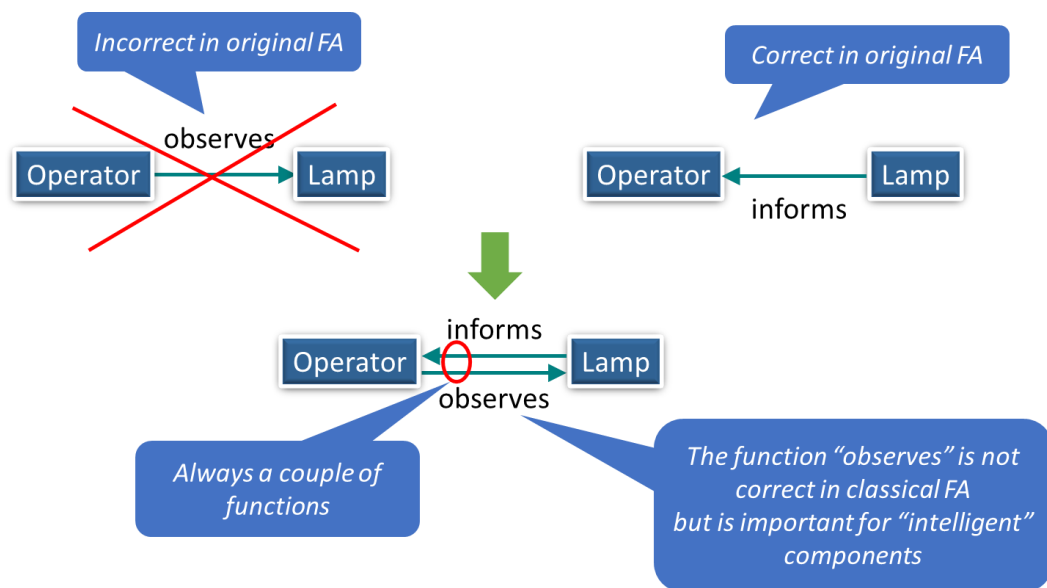 Incorrect in original FA
Correct in original FA
observes
Operator
Lamp
Operator
Lamp
informs
informs
Operator
Lamp
observes
Always a couple of
functions
The function “observes” is not
correct in classical FA
but is important for “intelligent”
components